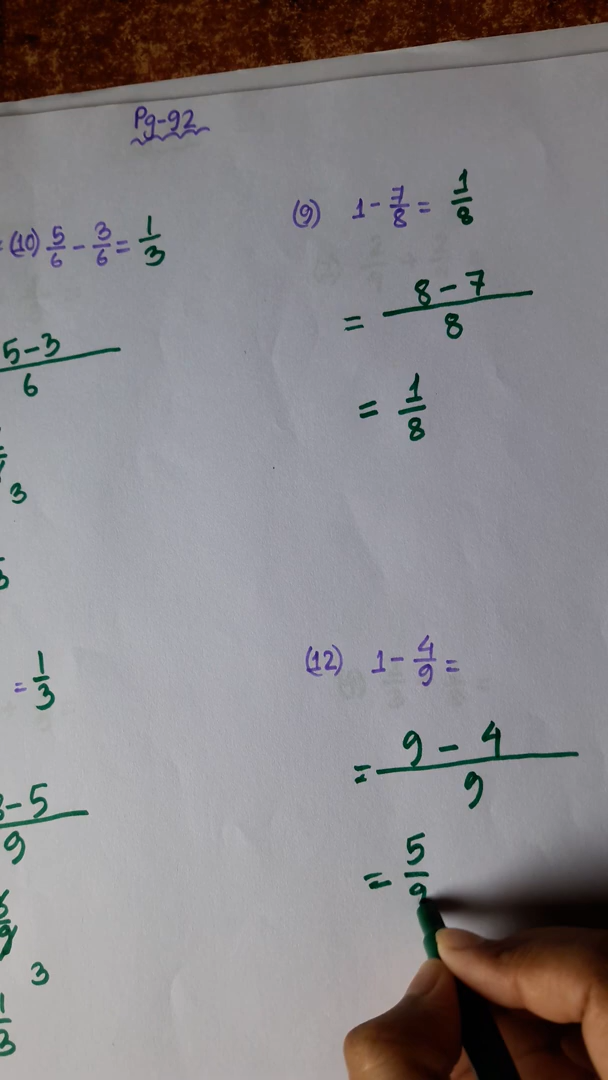 Pg-92
(10) 5/6 - 3/6 = 1/3
5-3/6
3
= 1/3
-5/9
3
1/3
(9) 1 - 7/8 = 1/8
= 8-7/8
= 1/8
(12) 1 - 4/9 =
= 9 - 4/9
= 5/9